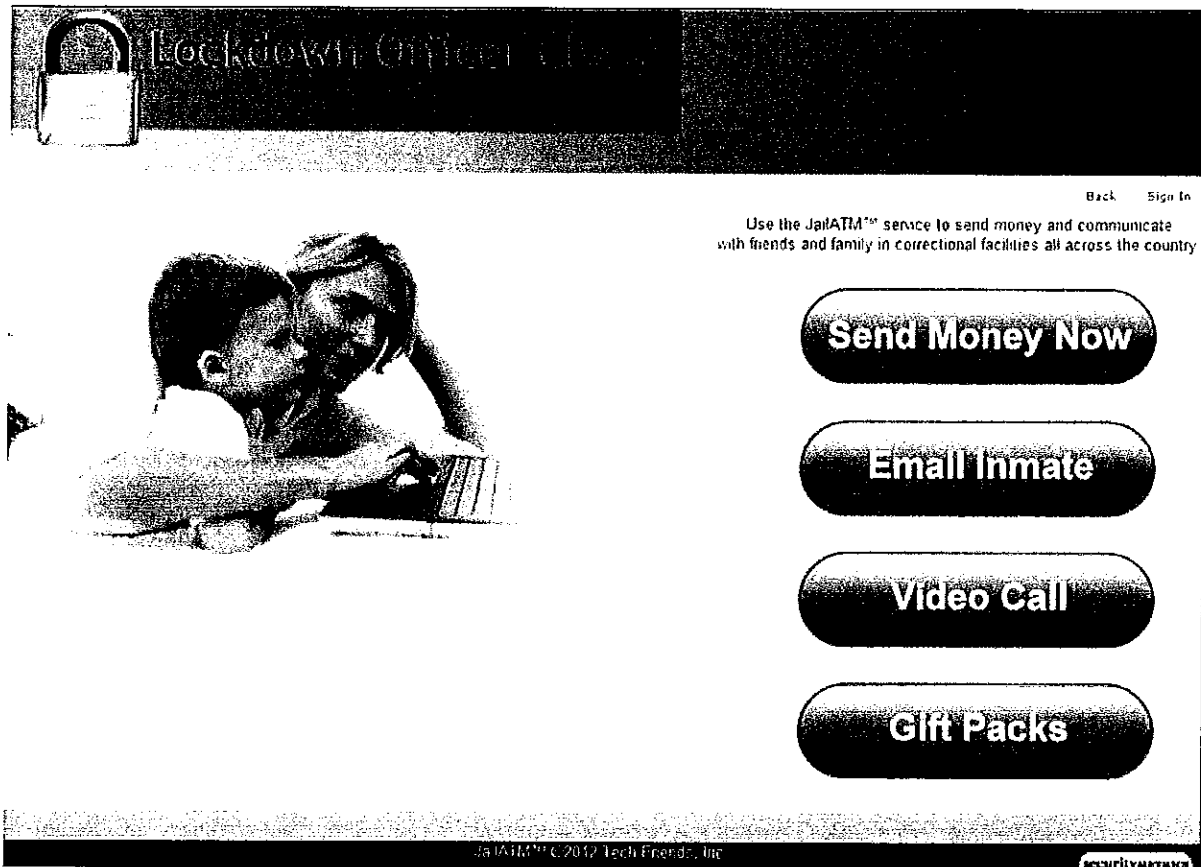 Lockdown Officer
Back Sign In
Use the JailATM℠ service to send money and communicate
with friends and family in correctional facilities all across the country
Send Money Now
Email Inmate
Video Call
Gift Packs
JailATM℠ ©2012 Tech Friends, Inc